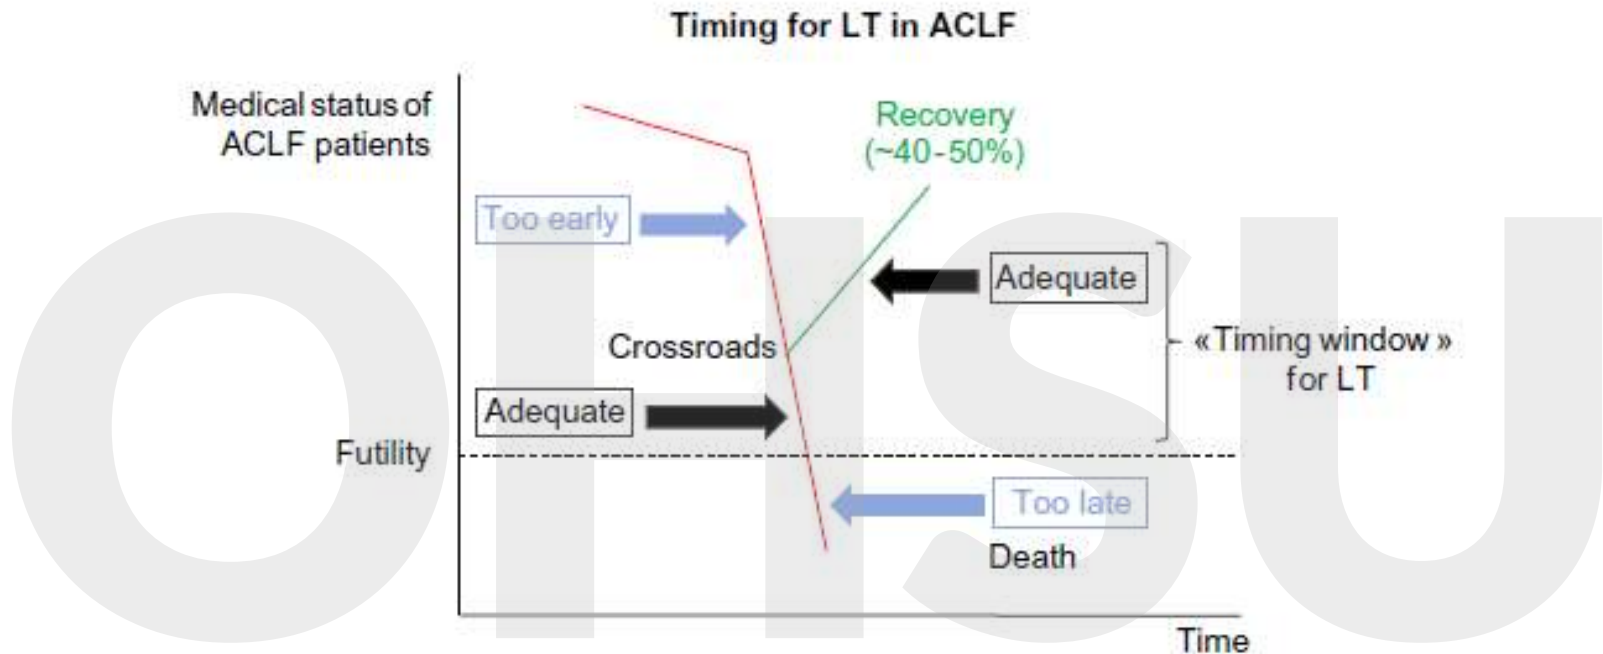 Timing for LT in ACLF
Medical status of
ACLF patients
Recovery
(~40-50%)
Too early
Adequate
Crossroads
«Timing window»
for LT
Adequate
Futility
Too late
Death
Time
OHSU